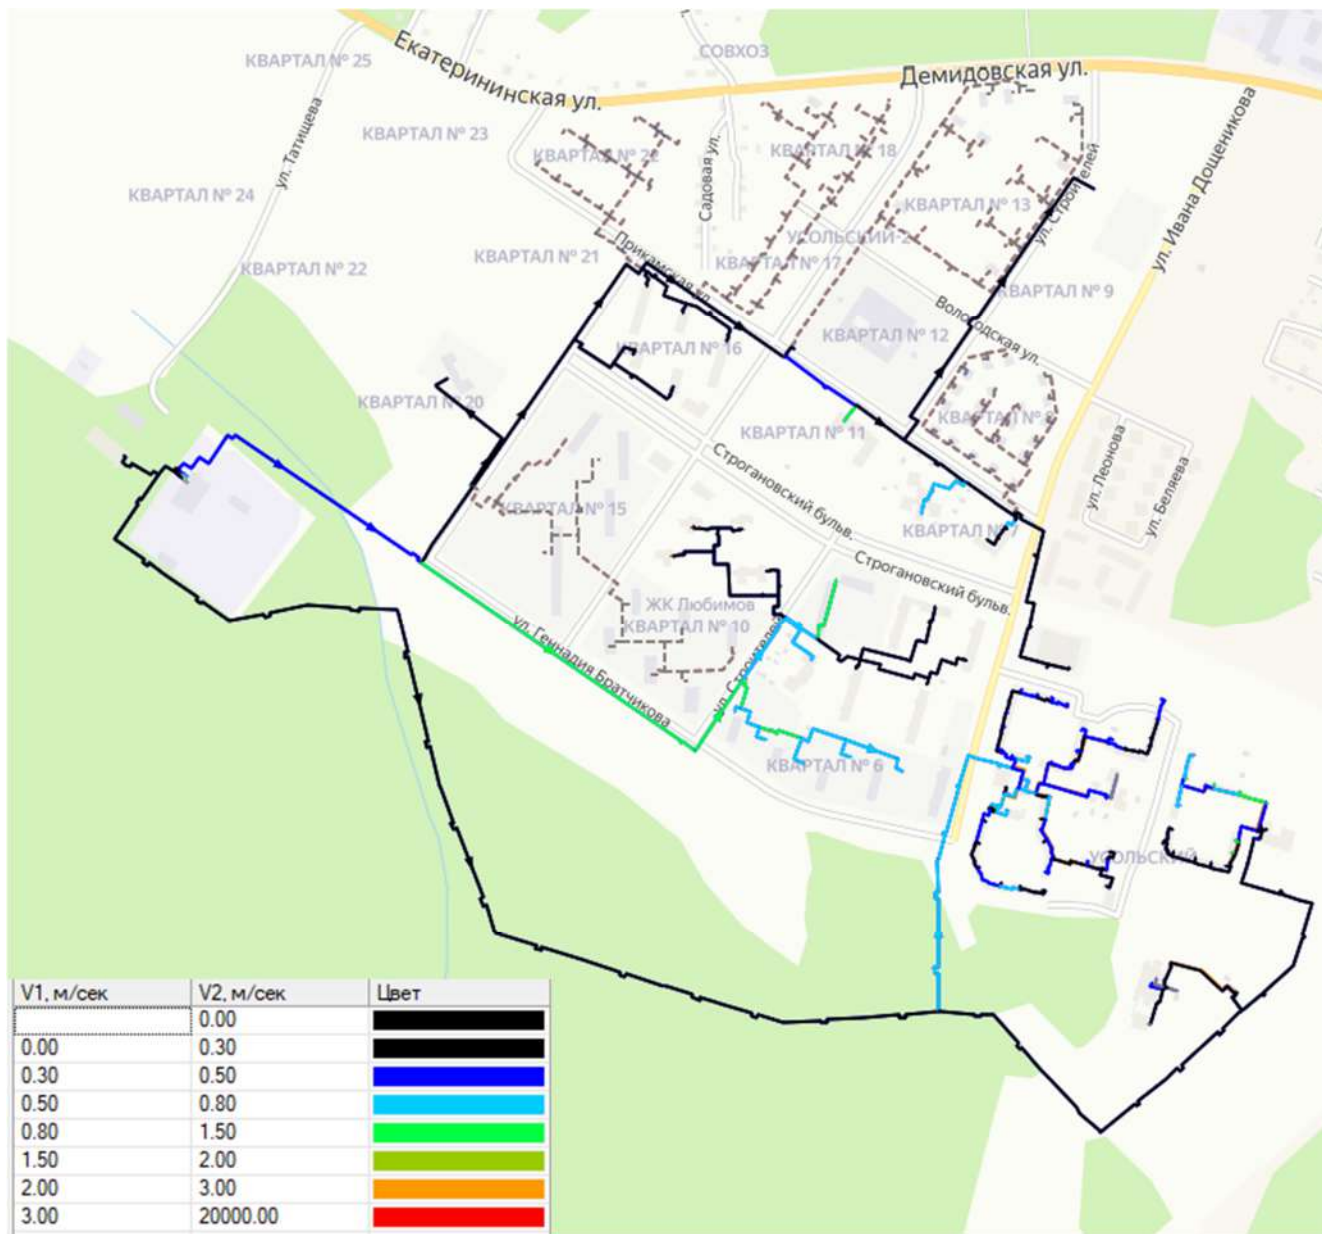 СОВХОЗ
КВАРТАЛ № 25
Екатерининская ул.
Демидовская ул.
ул. Татищева
КВАРТАЛ № 23
КВАРТАЛ № 22
Садовая ул.
КВАРТАЛ № 18
ул. Строителей
ул. Ивана Дощеникова
КВАРТАЛ № 24
КВАРТАЛ № 13
УСОЛЬСКИЙ-2
Прикамская ул.
КВАРТАЛ № 21
КВАРТАЛ № 17
КВАРТАЛ № 22
КВАРТАЛ № 9
Вологодская ул.
КВАРТАЛ № 12
КВАРТАЛ № 16
КВАРТАЛ № 20
КВАРТАЛ № 8
КВАРТАЛ № 11
ул. Леонова
ул. Беляева
Строгановский бульв.
КВАРТАЛ № 15
КВАРТАЛ № 7
Строгановский бульв.
ЖК Любимов
КВАРТАЛ № 10
ул. Геннадия Братчикова
ул. Строителей
КВАРТАЛ № 6
УСОЛЬСКИЙ
V1, м/сек V2, м/сек Цвет
0.00
0.00 0.30
0.30 0.50
0.50 0.80
0.80 1.50
1.50 2.00
2.00 3.00
3.00 20000.00